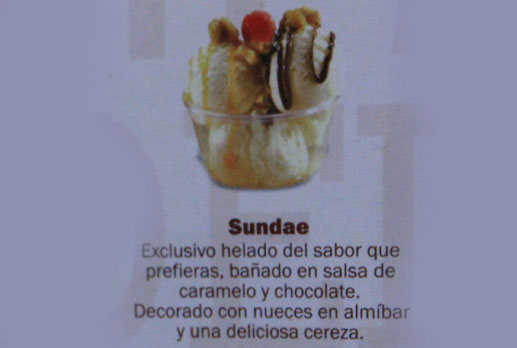 Sundae
Exclusivo helado del sabor que
prefieras, bañado en salsa de
caramelo y chocolate.
Decorado con nueces en almíbar
y una deliciosa cereza.